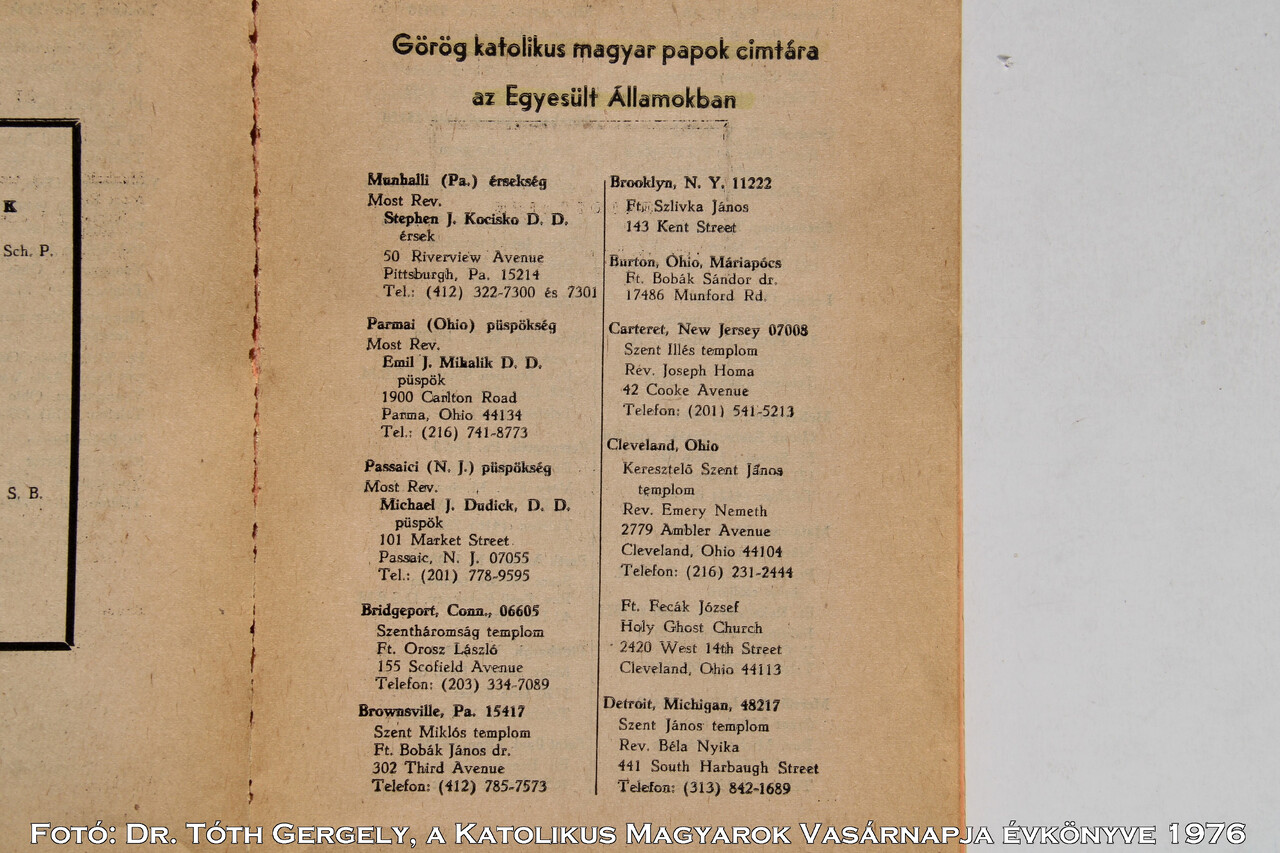 K
Sch. P.
S. B.
Görög katolikus magyar papok címtára
az Egyesült Államokban
Munhalli (Pa.) érsekség
Most Rev.
Stephen J. Kocisko D. D.
érsek
50 Riverview Avenue
Pittsburgh, Pa. 15214
Tel.: (412) 322-7300 és 7301
Parmai (Ohio) püspökség
Most Rev.
Emil J. Mihalik D. D.
püspök
1900 Carlton Road
Parma, Ohio 44134
Tel.: (216) 741-8773
Passaici (N. J.) püspökség
Most Rev.
Michael J. Dudick, D. D.
püspök
101 Market Street
Passaic, N. J. 07055
Tel.: (201) 778-9595
Bridgeport, Conn., 06605
Szentháromság templom
Ft. Orosz László
155 Scofield Avenue
Telefon: (203) 334-7089
Brownsville, Pa. 15417
Szent Miklós templom
Ft. Bobák János dr.
302 Third Avenue
Telefon: (412) 785-7573
Brooklyn, N. Y. 11222
Ft. Szlivka János
143 Kent Street
Burton, Ohio, Máriapócs
Ft. Bobák Sándor dr.
17486 Munford Rd.
Carteret, New Jersey 07008
Szent Illés templom
Rev. Joseph Homa
42 Cooke Avenue
Telefon: (201) 541-5213
Cleveland, Ohio
Keresztelő Szent János
templom
Rev. Emery Nemeth
2779 Ambler Avenue
Cleveland, Ohio 44104
Telefon: (216) 231-2444
Ft. Fecák József
Holy Ghost Church
2420 West 14th Street
Cleveland, Ohio 44113
Detroit, Michigan, 48217
Szent János templom
Rev. Béla Nyika
441 South Harbaugh Street
Telefon: (313) 842-1689
Fotó: Dr. Tóth Gergely, a Katolikus Magyarok Vasárnapja évkönyve 1976